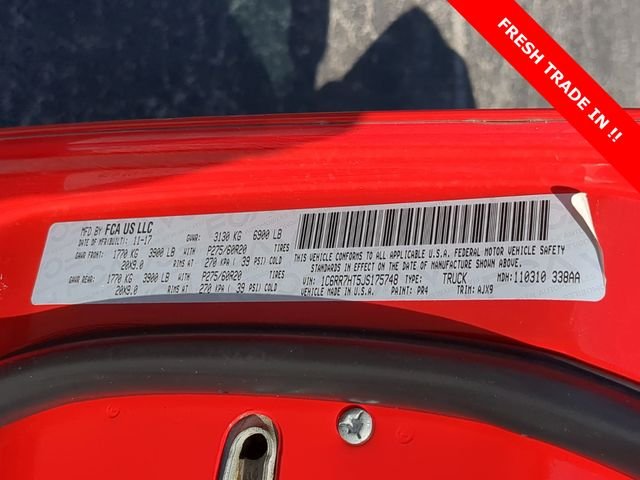 FRESH TRADE IN !!
MFD BY FCA US LLC
DATE OF MFR(BUILT): 11-17 GVWR: 3130 KG 6900 LB
GAWR FRONT: 1770 KG 3900 LB WITH P275/60R20 TIRES
20X9.0 RIMS AT 270 KPA ( 39 PSI) COLD
GAWR REAR: 1770 KG 3900 LB WITH P275/60R20 TIRES
20X9.0 RIMS AT 270 KPA ( 39 PSI) COLD
THIS VEHICLE CONFORMS TO ALL APPLICABLE U.S.A. FEDERAL MOTOR VEHICLE SAFETY
STANDARDS IN EFFECT ON THE DATE OF MANUFACTURE SHOWN ABOVE.
VIN: 1C6RR7HT5JS175748 TYPE: TRUCK MDH: 110310 338AA
VEHICLE MADE IN U.S.A. PAINT: PR4 TRIM: AJX9